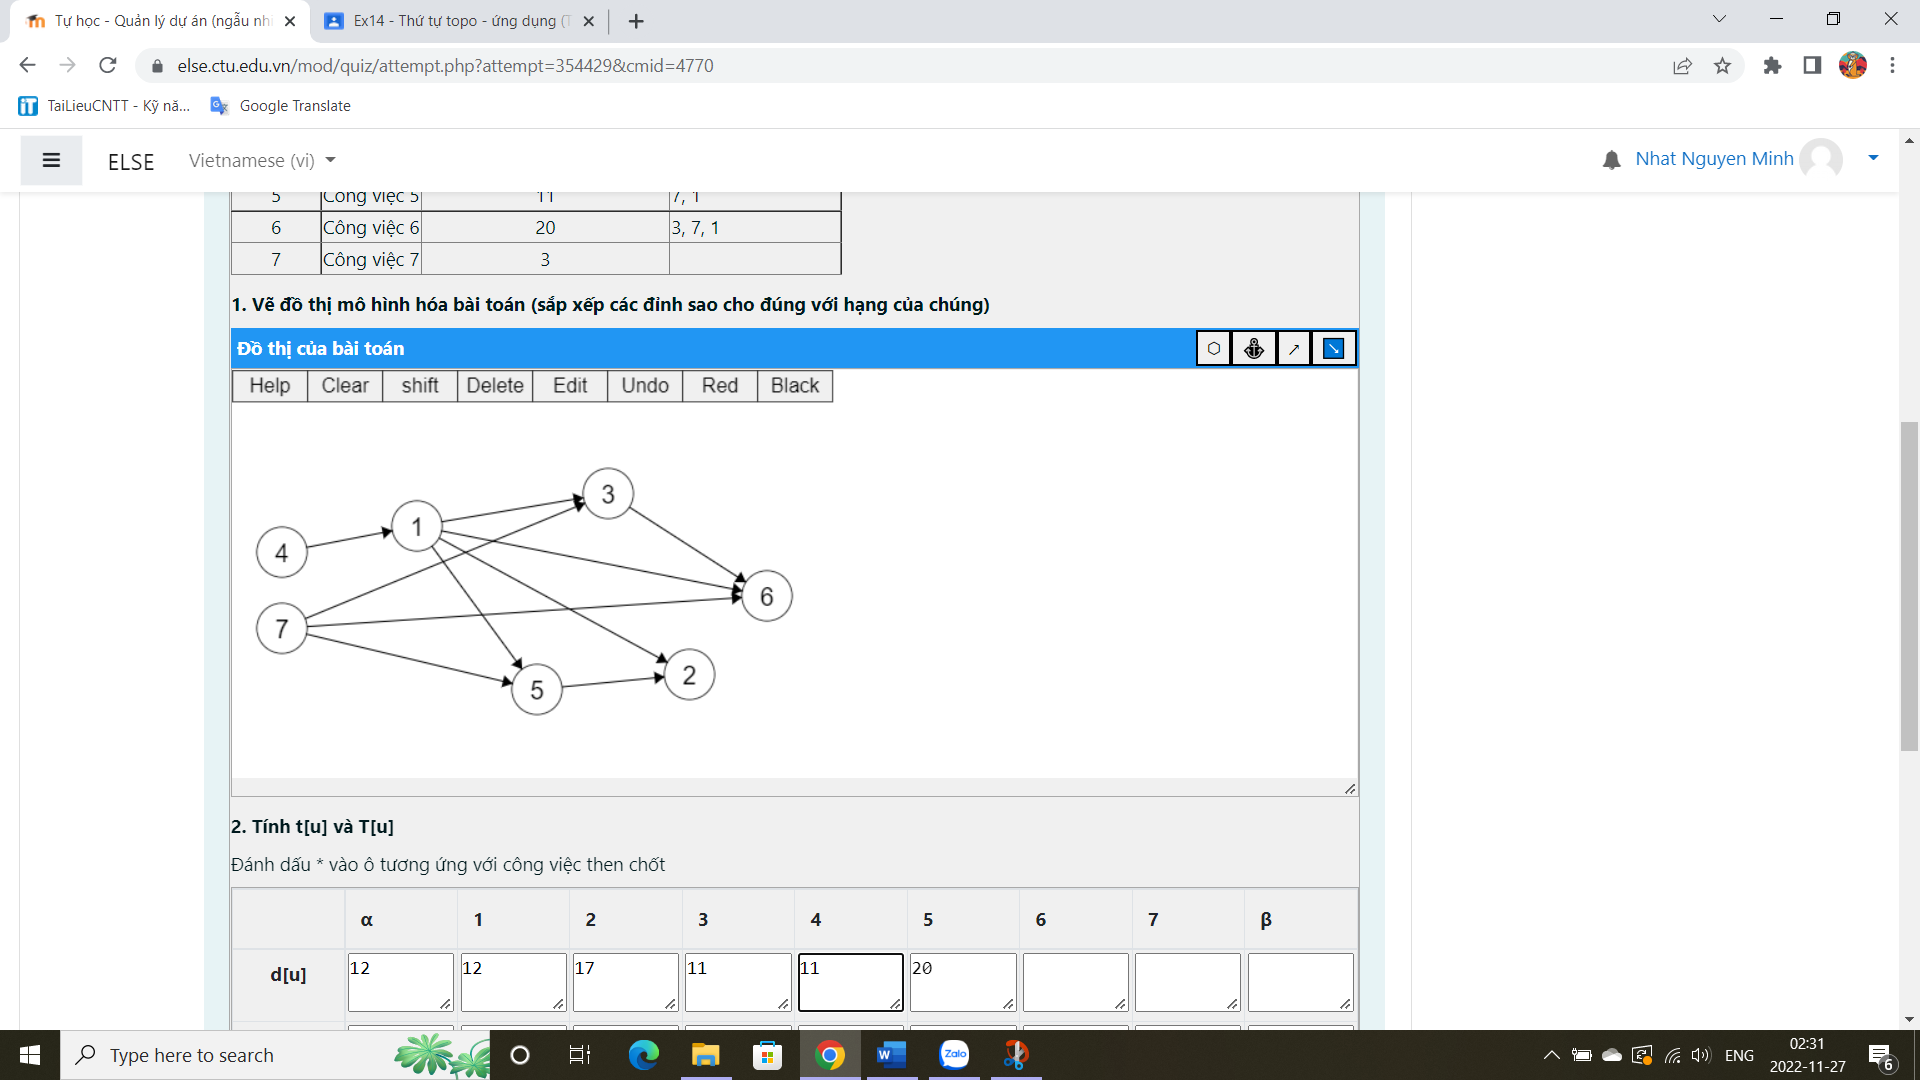 Tự học - Quản lý dự án (ngẫu nhi
Ex14 - Thứ tự topo - ứng dụng (T
else.ctu.edu.vn/mod/quiz/attempt.php?attempt=354429&cmid=4770
TaiLieuCNTT - Kỹ nă...
Google Translate
ELSE
Vietnamese (vi)
Nhat Nguyen Minh
5 Công việc 5 11 7, 1
6 Công việc 6 20 3, 7, 1
7 Công việc 7 3
1. Vẽ đồ thị mô hình hóa bài toán (sắp xếp các đỉnh sao cho đúng với hạng của chúng)
Đồ thị của bài toán
Help Clear shift Delete Edit Undo Red Black
3
1
4
6
7
2
5
2. Tính t[u] và T[u]
Đánh dấu * vào ô tương ứng với công việc then chốt
α 1 2 3 4 5 6 7 β
d[u] 12 12 17 11 11 20
Type here to search
Zalo
ENG
02:31
2022-11-27
6